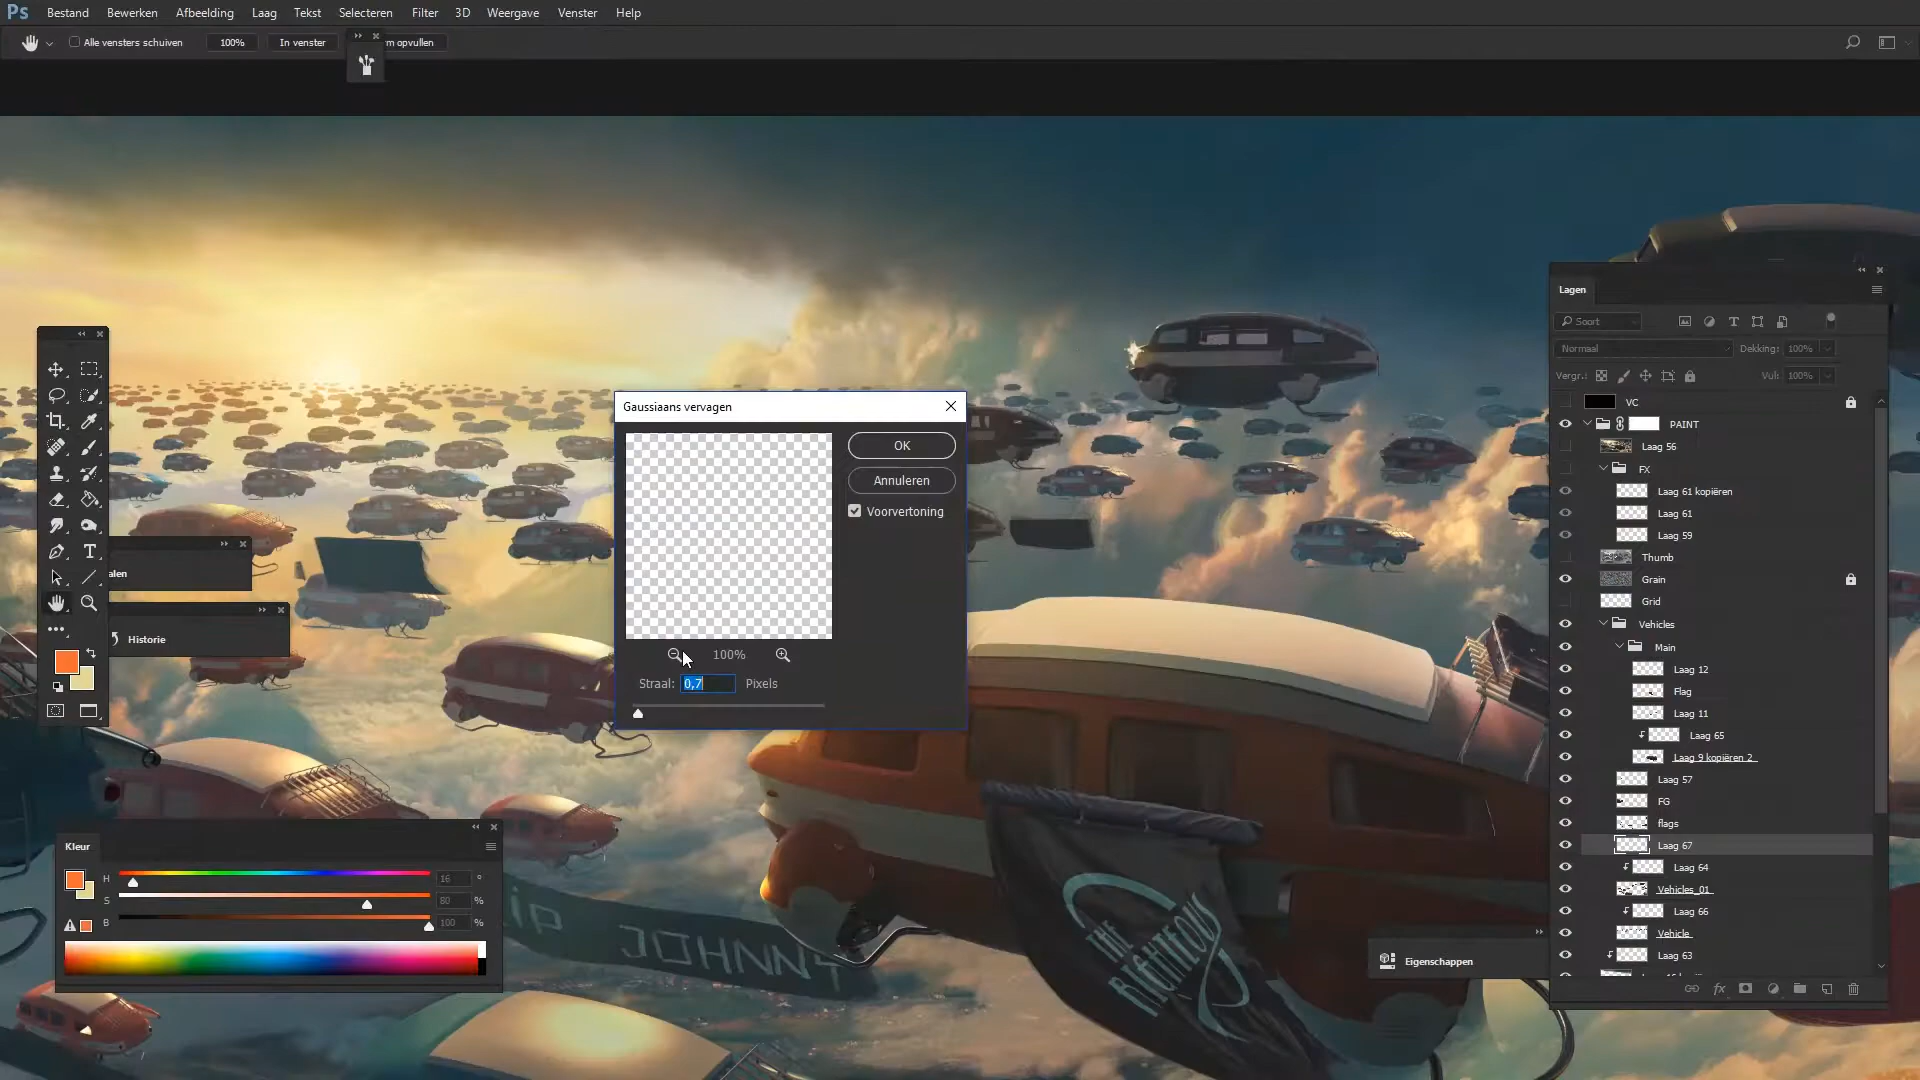 Ps Bestand Bewerken Afbeelding Laag Tekst Selecteren Filter 3D Weergave Venster Help
Alle vensters schuiven 100% In venster m opvullen
Lagen
Soort
Normaal Dekking: 100%
Vergr.: Vul: 100%
VC
PAINT
Laag 56
FX
Laag 61 kopiëren
Laag 61
Laag 59
Thumb
Grain
Grid
Vehicles
Main
Laag 12
Flag
Laag 11
Laag 65
Laag 9 kopiëren 2
Laag 57
FG
flags
Laag 67
Laag 64
Vehicles_01
Laag 66
Vehicle
Laag 63
fx
Gaussiaans vervagen
OK
Annuleren
Voorvertoning
100%
Straal: 0,7 Pixels
alen
Historie
T
Kleur
H 16 °
S 80 %
B 100 %
Eigenschappen
JOHNNY
THE
RIGHTEOUS